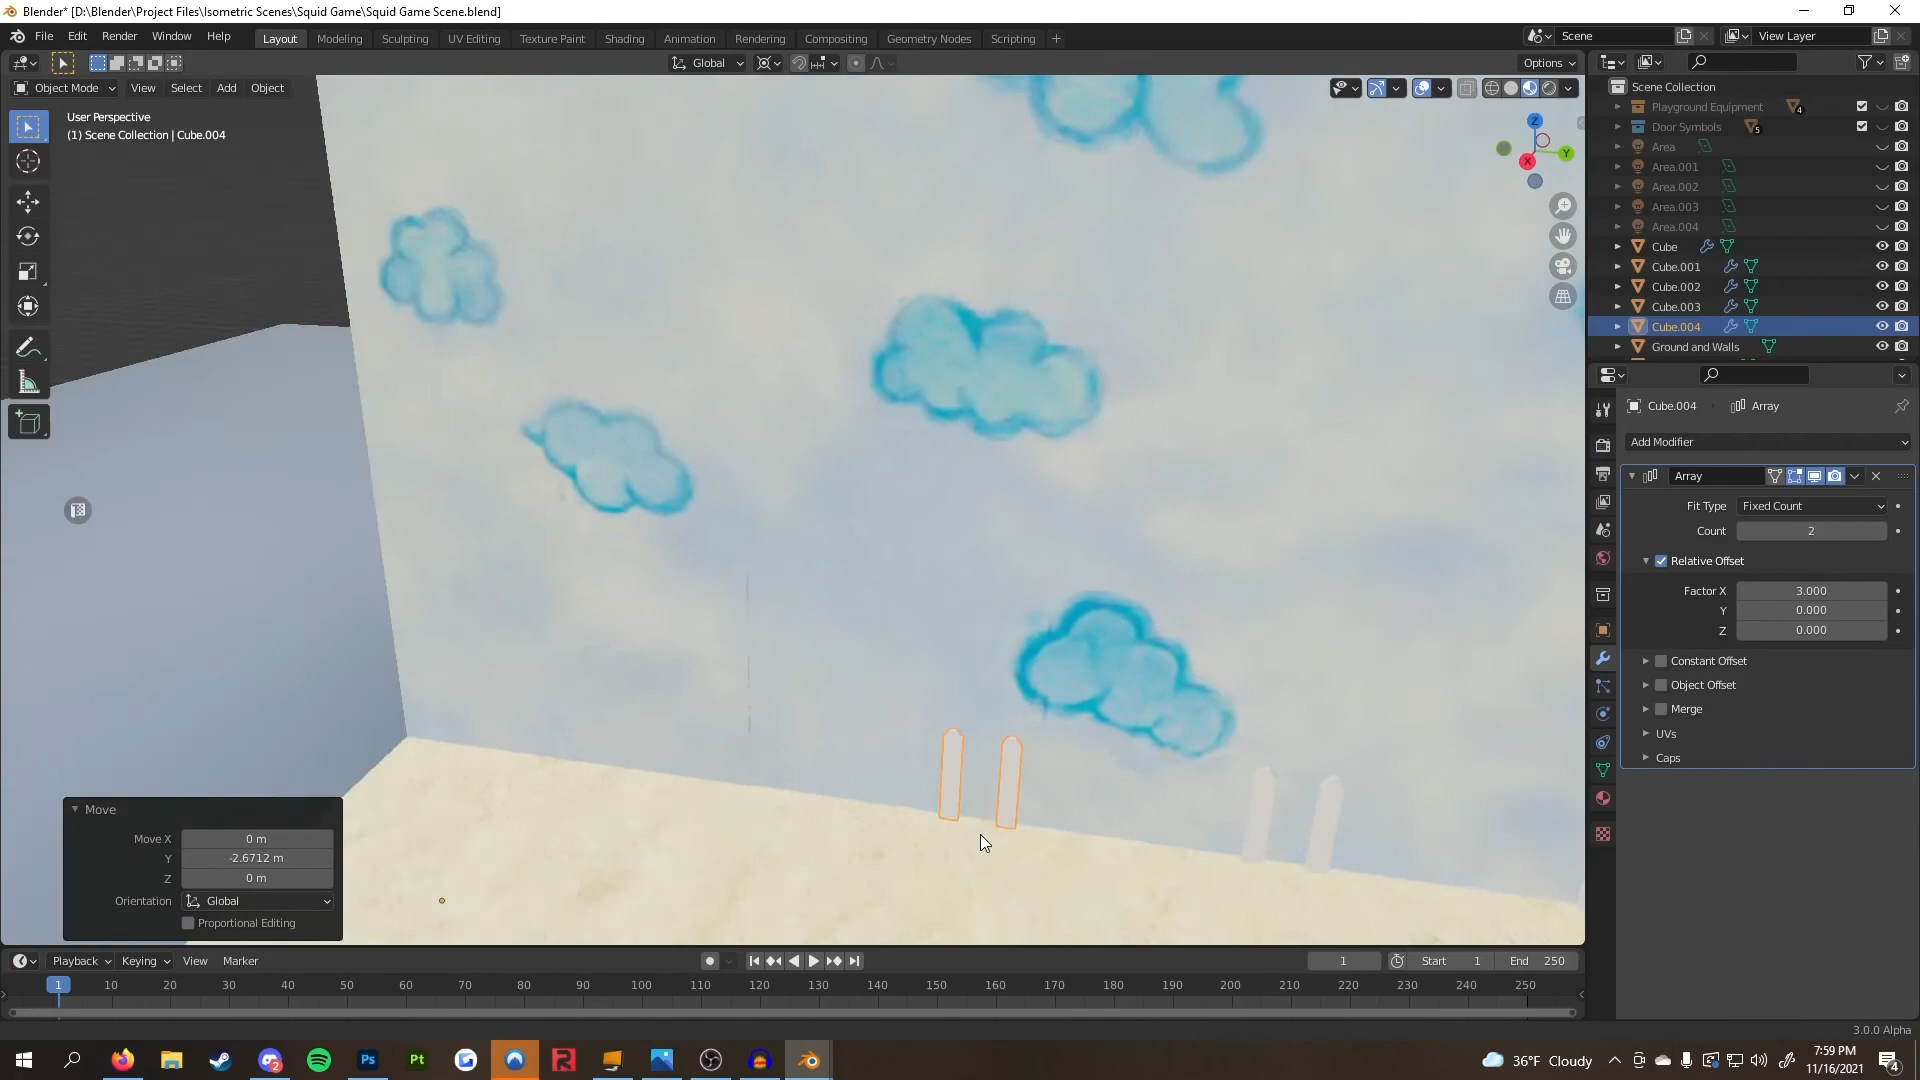 Blender* [D:\Blender\Project Files\Isometric Scenes\Squid Game\Squid Game Scene.blend]
File Edit Render Window Help Layout Modeling Sculpting UV Editing Texture Paint Shading Animation Rendering Compositing Geometry Nodes Scripting + Scene View Layer
Global Options
Object Mode View Select Add Object
User Perspective
(1) Scene Collection | Cube.004
Z
Y
X
Scene Collection
Playground Equipment 4
Door Symbols 5
Area
Area.001
Area.002
Area.003
Area.004
Cube
Cube.001
Cube.002
Cube.003
Cube.004
Ground and Walls
Cube.004 Array
Add Modifier
Array
Fit Type Fixed Count
Count 2
Relative Offset
Factor X 3.000
Y 0.000
Z 0.000
Constant Offset
Object Offset
Merge
UVs
Caps
Move
Move X 0 m
Y -2.6712 m
Z 0 m
Orientation Global
Proportional Editing
Playback Keying View Marker 1 Start 1 End 250
1 10 20 30 40 50 60 70 80 90 100 110 120 130 140 150 160 170 180 190 200 210 220 230 240 250
3.0.0 Alpha
2 Ps Pt R 36°F Cloudy 7:59 PM
11/16/2021 4